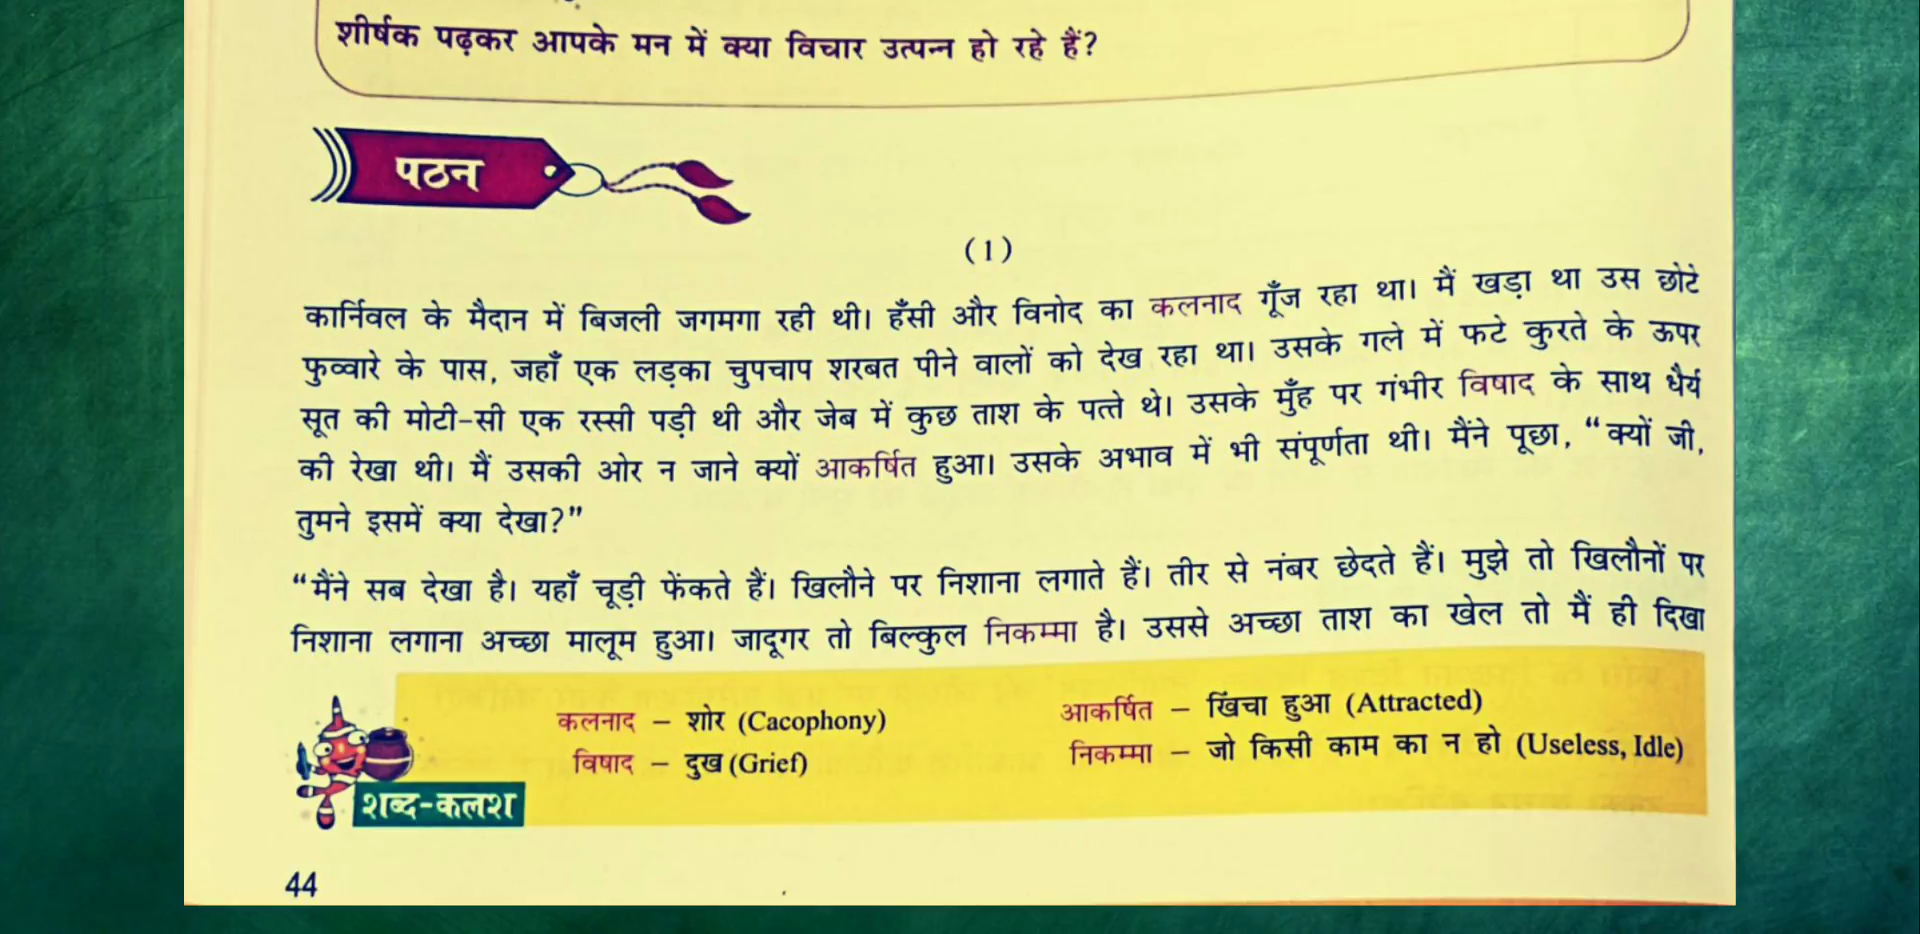 शीर्षक पढ़कर आपके मन में क्या विचार उत्पन्न हो रहे हैं?
पठन
(1)
कार्निवल के मैदान में बिजली जगमगा रही थी। हँसी और विनोद का कलनाद गूँज रहा था। मैं खड़ा था उस छोटे
फुव्वारे के पास, जहाँ एक लड़का चुपचाप शरबत पीने वालों को देख रहा था। उसके गले में फटे कुरते के ऊपर
सूत की मोटी-सी एक रस्सी पड़ी थी और जेब में कुछ ताश के पत्ते थे। उसके मुँह पर गंभीर विषाद के साथ धैर्य
की रेखा थी। मैं उसकी ओर न जाने क्यों आकर्षित हुआ। उसके अभाव में भी संपूर्णता थी। मैंने पूछा, “क्यों जी,
तुमने इसमें क्या देखा?”
“मैंने सब देखा है। यहाँ चूड़ी फेंकते हैं। खिलौने पर निशाना लगाते हैं। तीर से नंबर छेदते हैं। मुझे तो खिलौनों पर
निशाना लगाना अच्छा मालूम हुआ। जादूगर तो बिल्कुल निकम्मा है। उससे अच्छा ताश का खेल तो मैं ही दिखा
कलनाद – शोर (Cacophony)
आकर्षित – खिंचा हुआ (Attracted)
विषाद – दुख (Grief)
निकम्मा – जो किसी काम का न हो (Useless, Idle)
शब्द-कलश
44